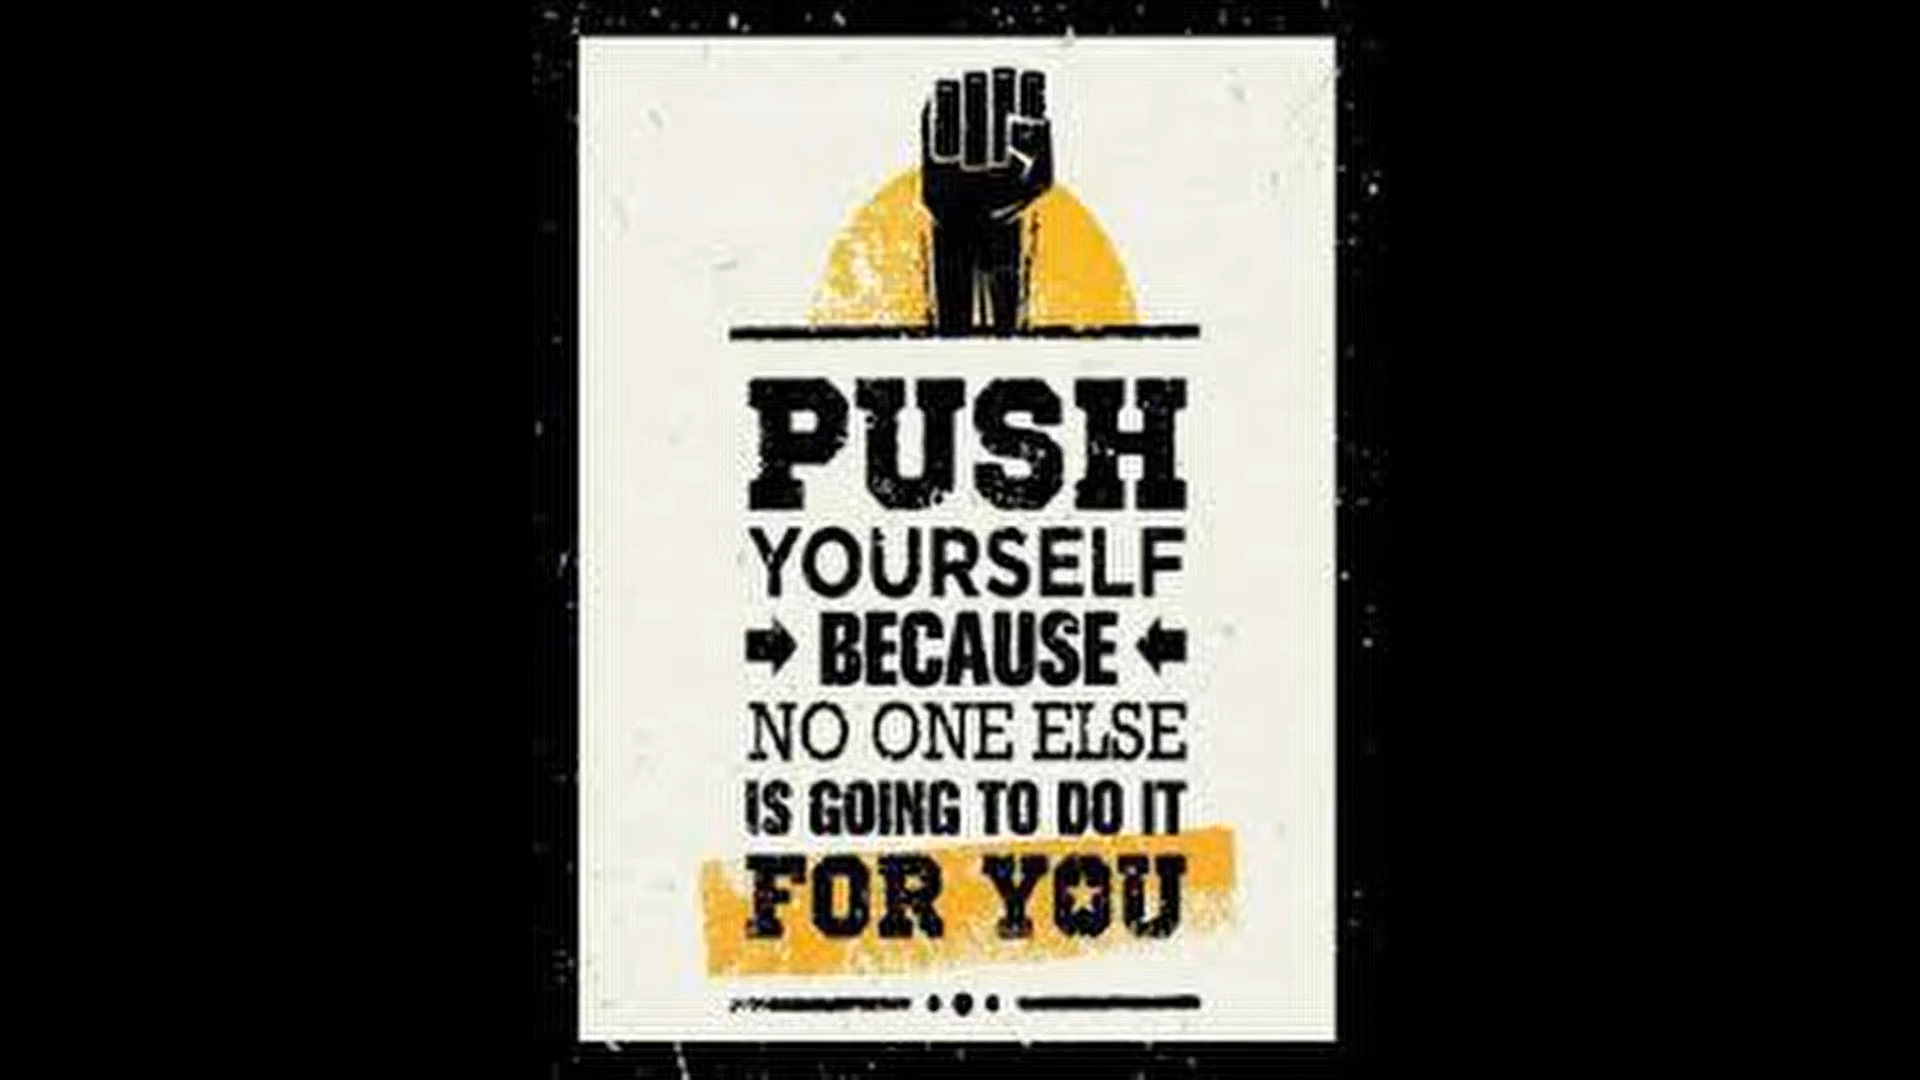 PUSH
YOURSELF
BECAUSE
NO ONE ELSE
IS GOING TO DO IT
FOR YOU